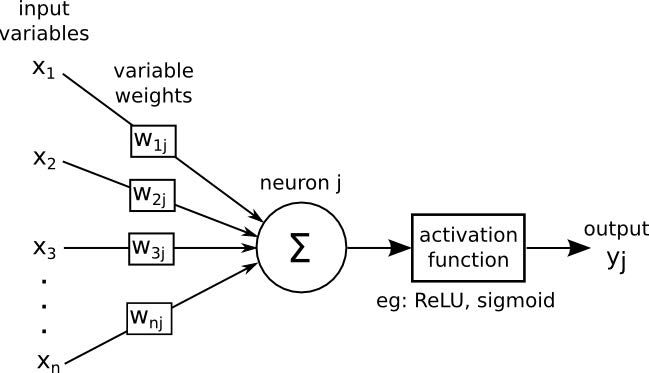 input
variables
x₁
variable
weights
w₁ⱼ
x₂
w₂ⱼ
neuron j
x₃
w₃ⱼ
Σ
activation
function
output
yⱼ
eg: ReLU, sigmoid
wₙⱼ
xₙ